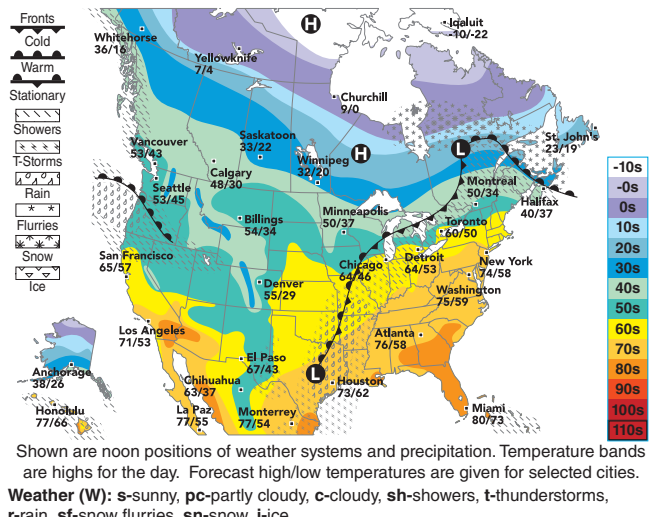 Fronts
Cold
Warm
Stationary
Showers
T-Storms
Rain
Flurries
Snow
Ice
H
Iqaluit
-10/-22
Whitehorse
36/16
Yellowknife
7/4
Churchill
9/0
Vancouver
53/43
Saskatoon
33/22
H
L
St. John's
23/19
Calgary
48/30
Winnipeg
32/20
Seattle
53/45
Montreal
50/34
Halifax
40/37
Billings
54/34
Minneapolis
50/37
Toronto
60/50
San Francisco
65/57
Chicago
64/46
Detroit
64/53
New York
74/58
Denver
55/29
Washington
75/59
Los Angeles
71/53
Atlanta
76/58
El Paso
67/43
Anchorage
38/26
Chihuahua
63/37
L
Houston
73/62
Honolulu
77/66
La Paz
77/55
Monterrey
77/54
Miami
80/73
-10s
-0s
0s
10s
20s
30s
40s
50s
60s
70s
80s
90s
100s
110s
Shown are noon positions of weather systems and precipitation. Temperature bands
are highs for the day. Forecast high/low temperatures are given for selected cities.
Weather (W): s-sunny, pc-partly cloudy, c-cloudy, sh-showers, t-thunderstorms,
r-rain, sf-snow flurries, sn-snow, i-ice